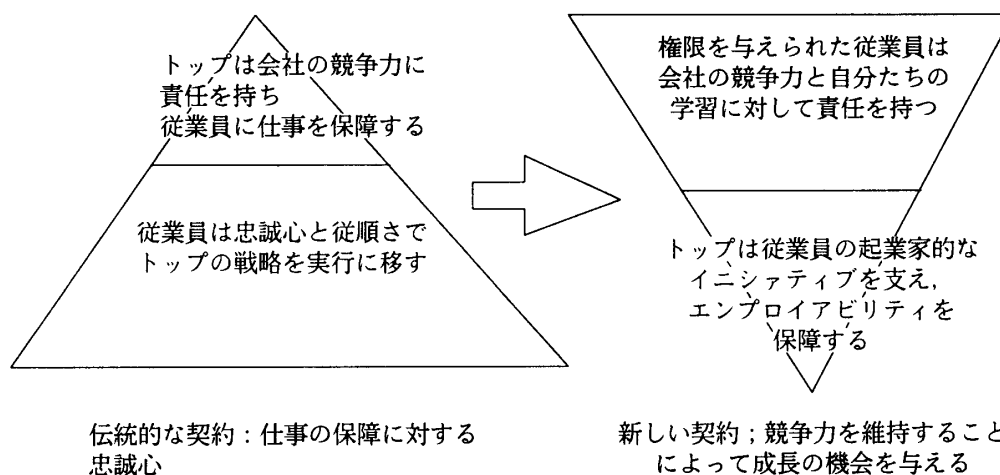 トップは会社の競争力に
責任を持ち
従業員に仕事を保障する
従業員は忠誠心と従順さで
トップの戦略を実行に移す
伝統的な契約：仕事の保障に対する
忠誠心
権限を与えられた従業員は
会社の競争力と自分たちの
学習に対して責任を持つ
トップは従業員の起業家的な
イニシァティブを支え，
エンプロイアビリティを
保障する
新しい契約；競争力を維持すること
によって成長の機会を与える